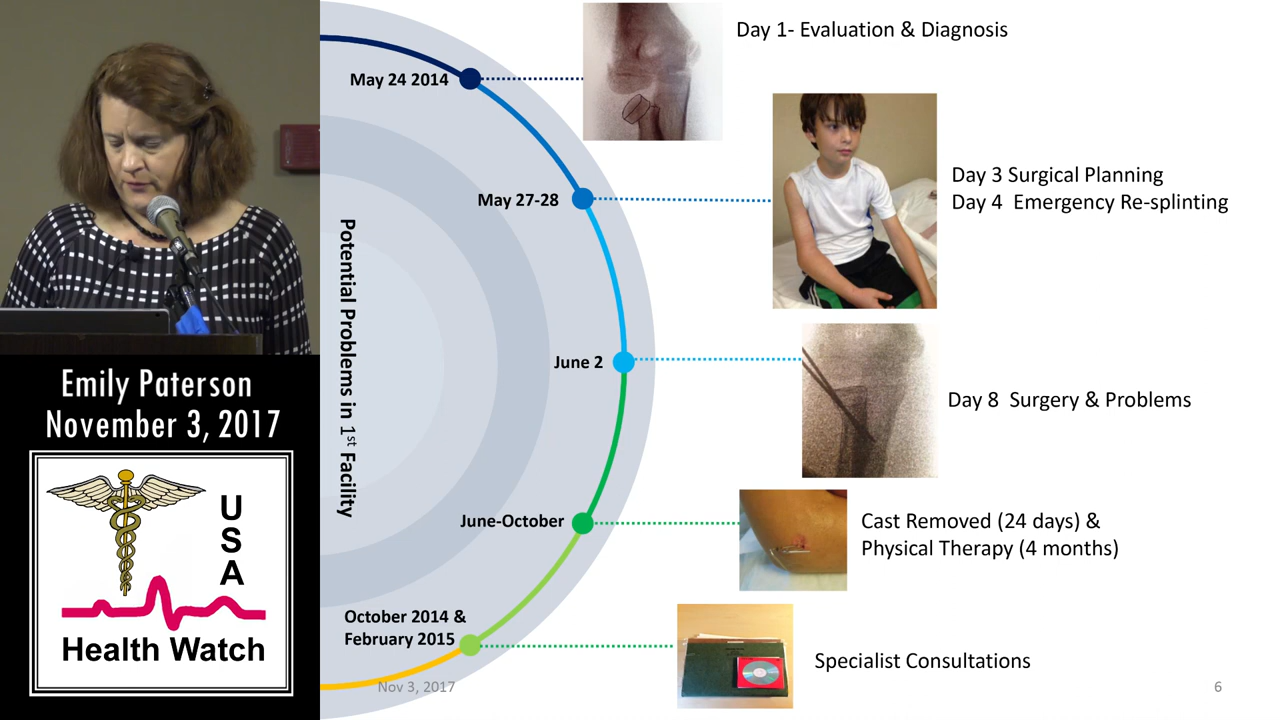 Day 1- Evaluation & Diagnosis
May 24 2014
May 27-28
Day 3 Surgical Planning
Day 4  Emergency Re-splinting
Potential Problems in 1st Facility
June 2
Day 8  Surgery & Problems
June-October
Cast Removed (24 days) &
Physical Therapy (4 months)
October 2014 &
February 2015
Specialist Consultations
Nov 3, 2017
6
Emily Paterson
November 3, 2017
USA
Health Watch